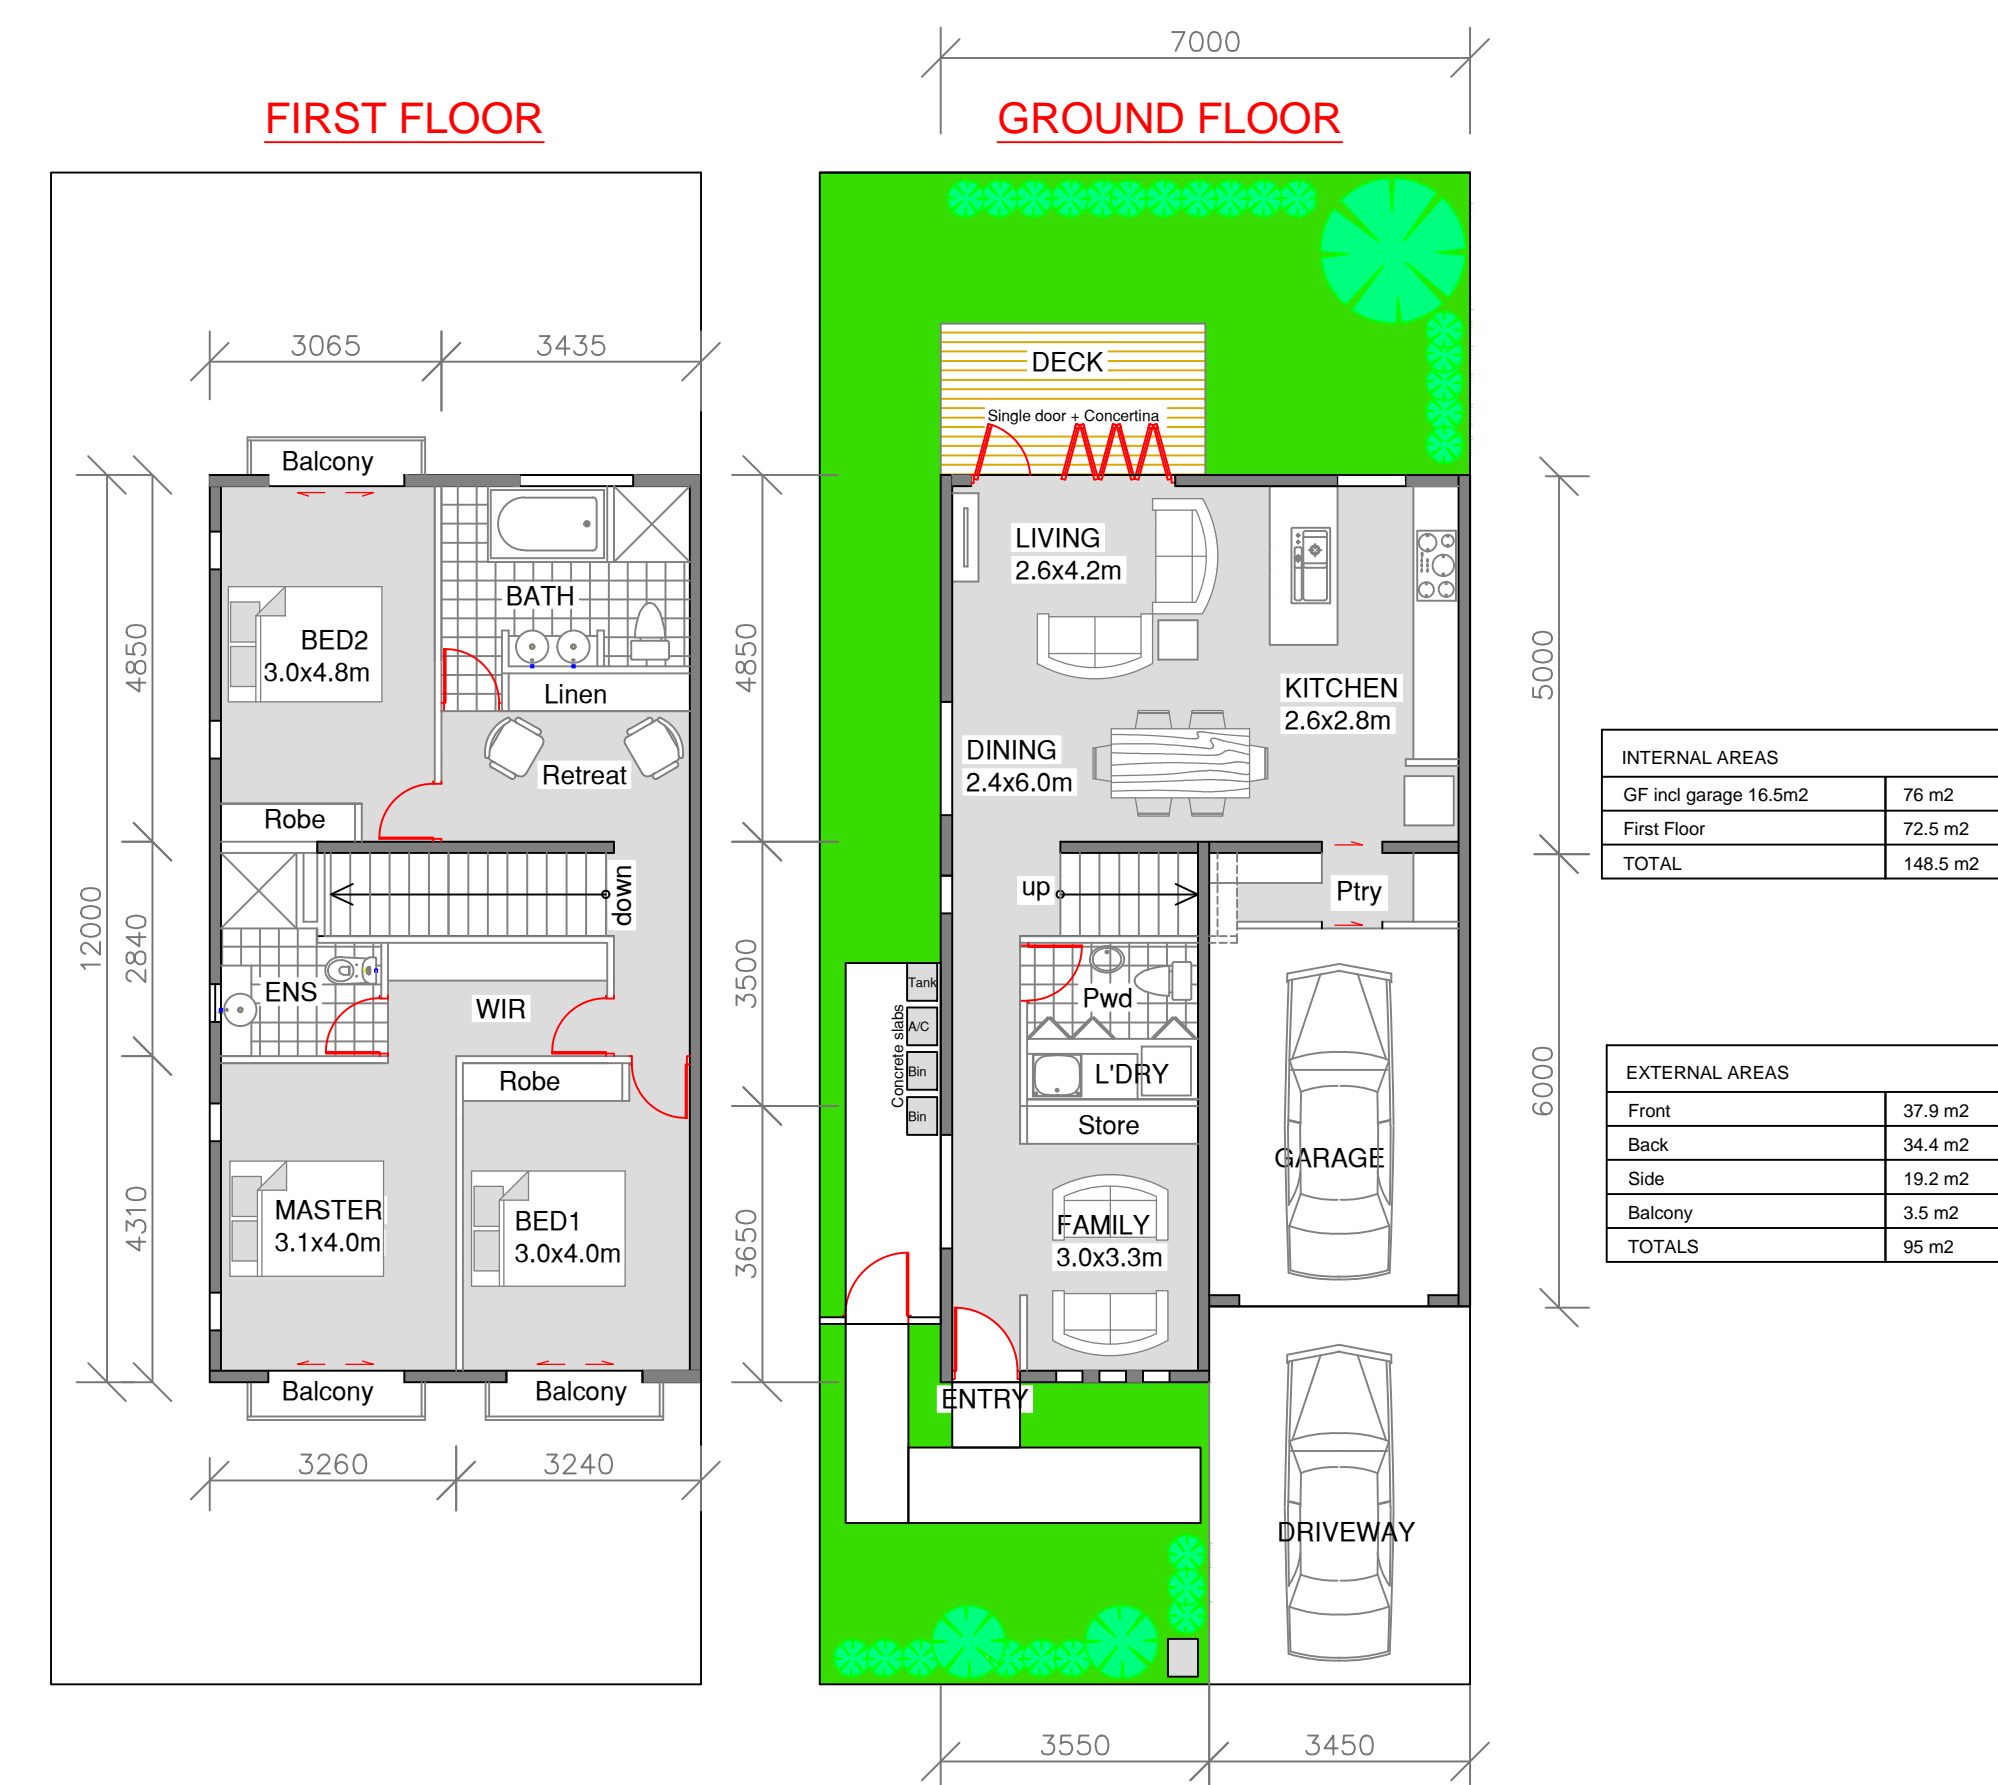 7000
FIRST FLOOR
GROUND FLOOR
3065
3435
Balcony
BED2
3.0x4.8m
BATH
Linen
Retreat
Robe
down
ENS
WIR
Robe
MASTER
3.1x4.0m
BED1
3.0x4.0m
Balcony
Balcony
3260
3240
12000
4850
2840
4310
4850
3500
3650
DECK
Single door + Concertina
LIVING
2.6x4.2m
KITCHEN
2.6x2.8m
DINING
2.4x6.0m
up
Ptry
Pwd
Concrete slabs
Tank
A/C
Bin
Bin
L'DRY
Store
GARAGE
FAMILY
3.0x3.3m
ENTRY
DRIVEWAY
5000
6000
3550
3450
INTERNAL AREAS
GF incl garage 16.5m2 76 m2
First Floor 72.5 m2
TOTAL 148.5 m2
EXTERNAL AREAS
Front 37.9 m2
Back 34.4 m2
Side 19.2 m2
Balcony 3.5 m2
TOTALS 95 m2